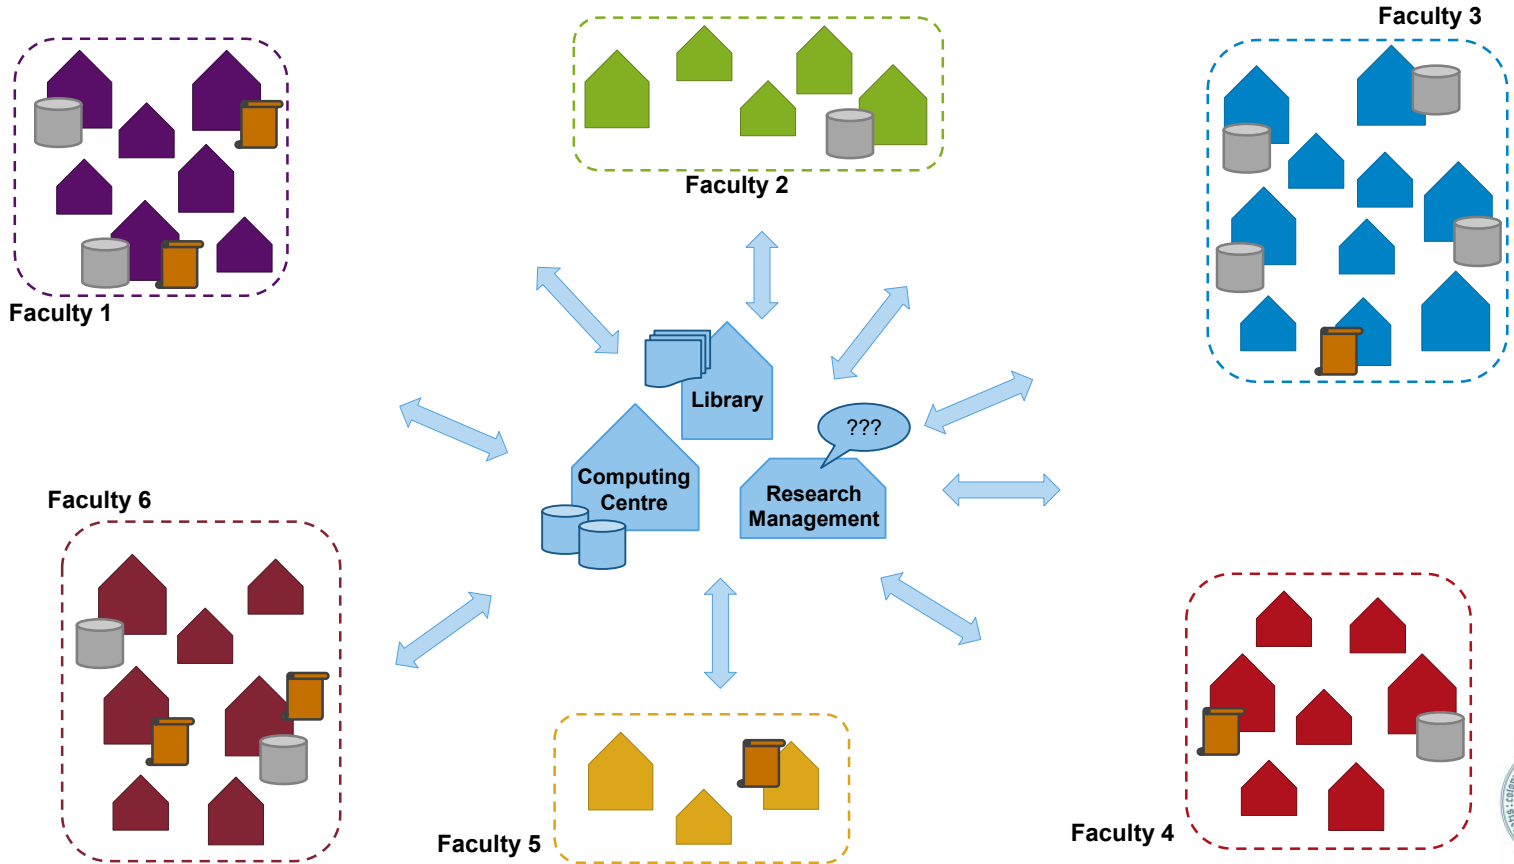 Faculty 3
Faculty 2
Faculty 1
Library
???
Computing
Centre
Research
Management
Faculty 6
Faculty 5
Faculty 4